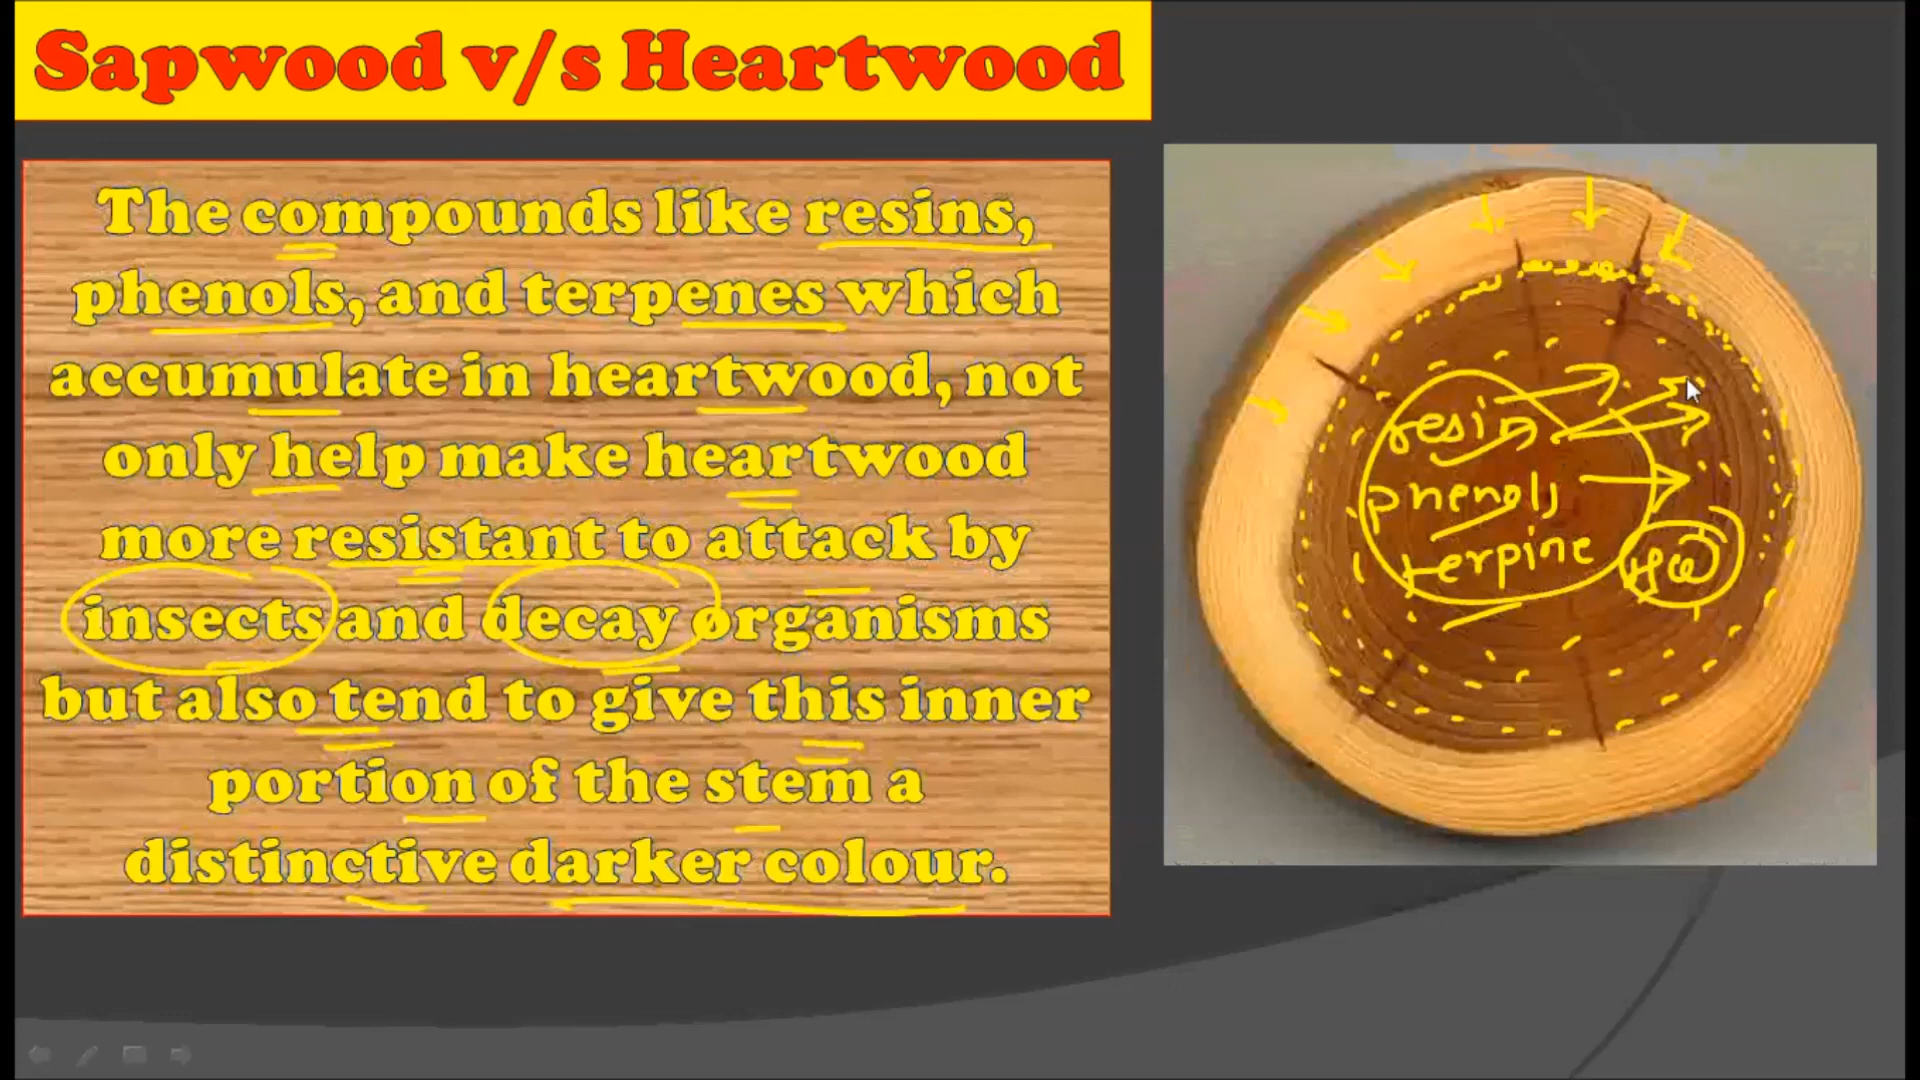 Sapwood v/s Heartwood
The compounds like resins,
phenols, and terpenes which
accumulate in heartwood, not
only help make heartwood
more resistant to attack by
insects and decay organisms
but also tend to give this inner
portion of the stem a
distinctive darker colour.
resin
phenols
terpine